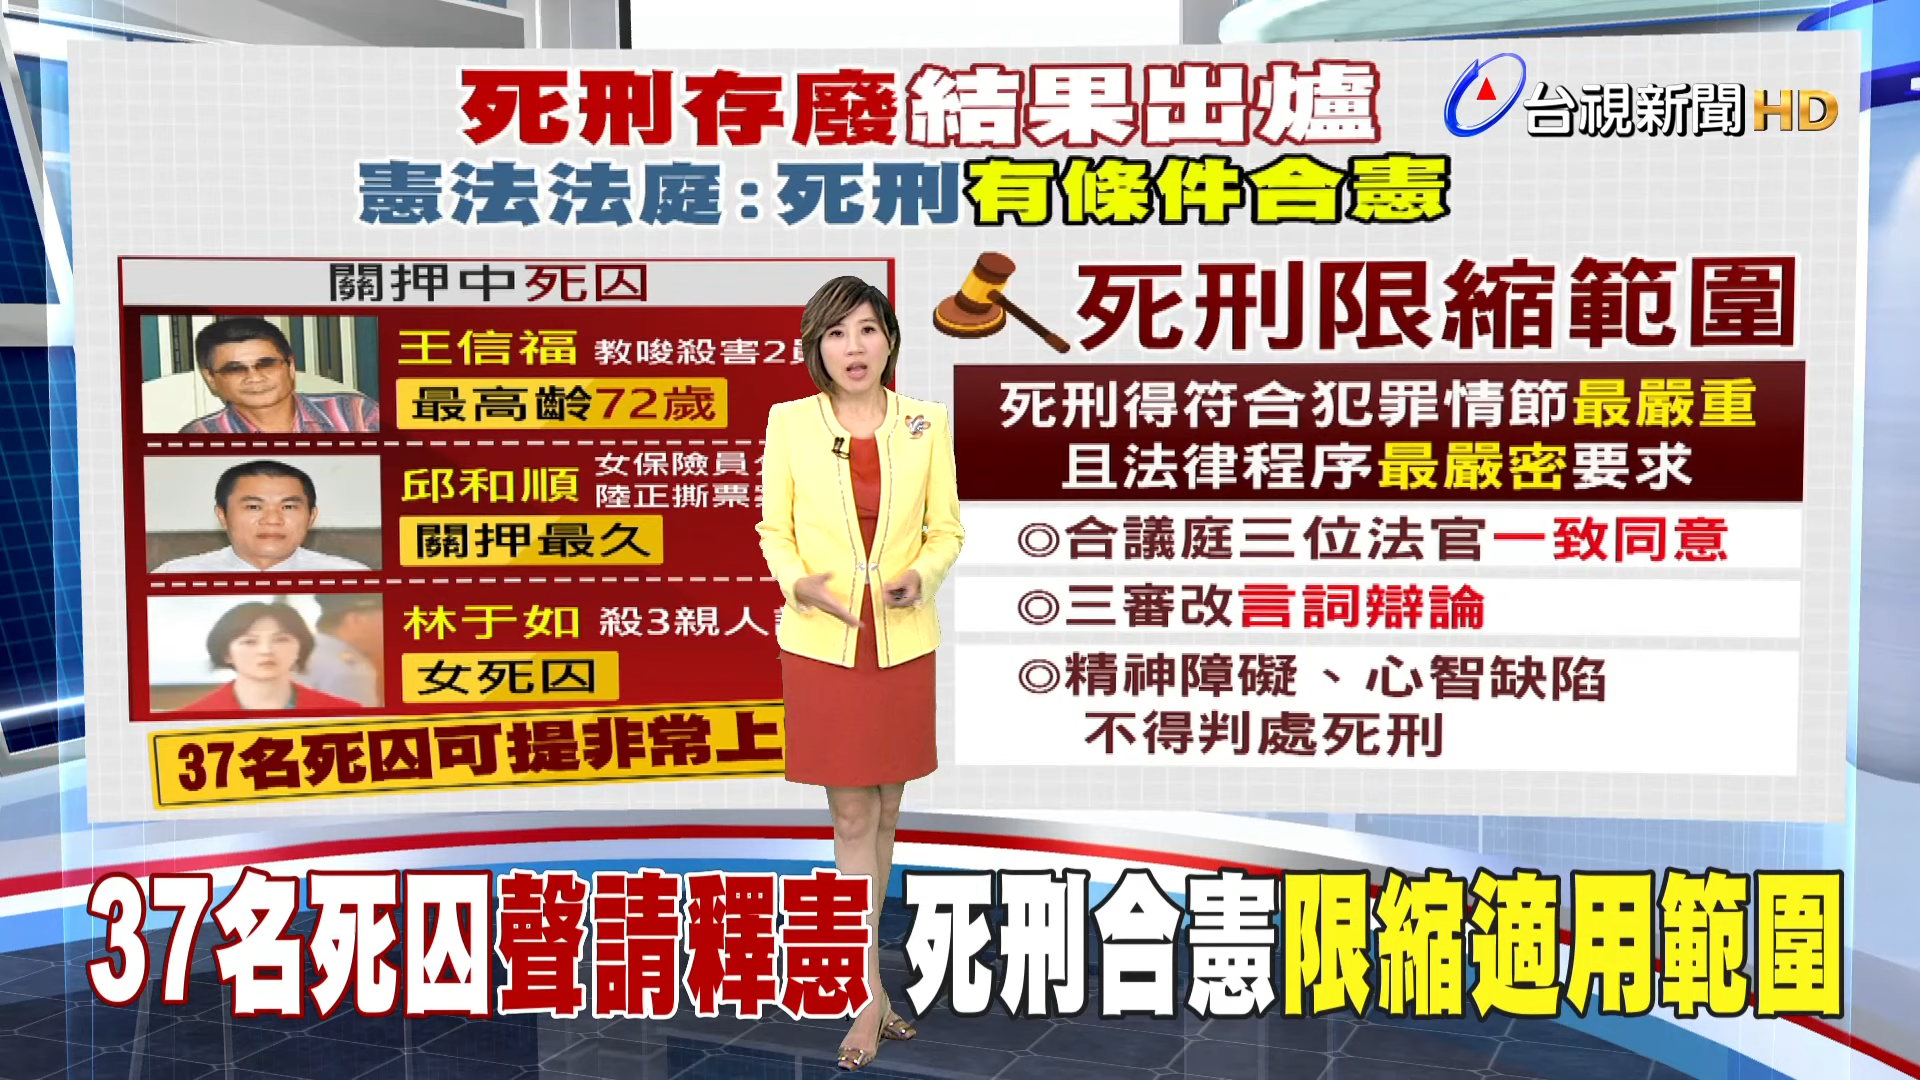 死刑存廢結果出爐
台視新聞HD
憲法法庭:死刑有條件合憲
關押中死囚
王信福 教唆殺害2
最高齡72歲
邱和順 女保險員
陸正撕票
關押最久
林于如 殺3親人
女死囚
37名死囚可提非常上
死刑限縮範圍
死刑得符合犯罪情節最嚴重
且法律程序最嚴密要求
◎合議庭三位法官一致同意
◎三審改言詞辯論
◎精神障礙、心智缺陷
不得判處死刑
37名死囚聲請釋憲 死刑合憲限縮適用範圍